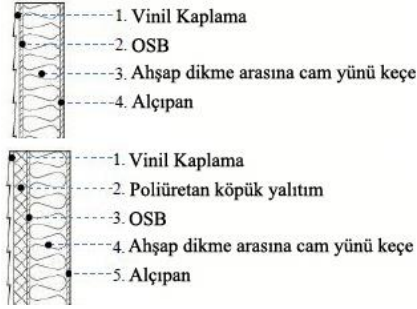 1. Vinil Kaplama
2. OSB
3. Ahşap dikme arasına cam yünü keçe
4. Alçıpan
1. Vinil Kaplama
2. Poliüretan köpük yalıtım
3. OSB
4. Ahşap dikme arasına cam yünü keçe
5. Alçıpan